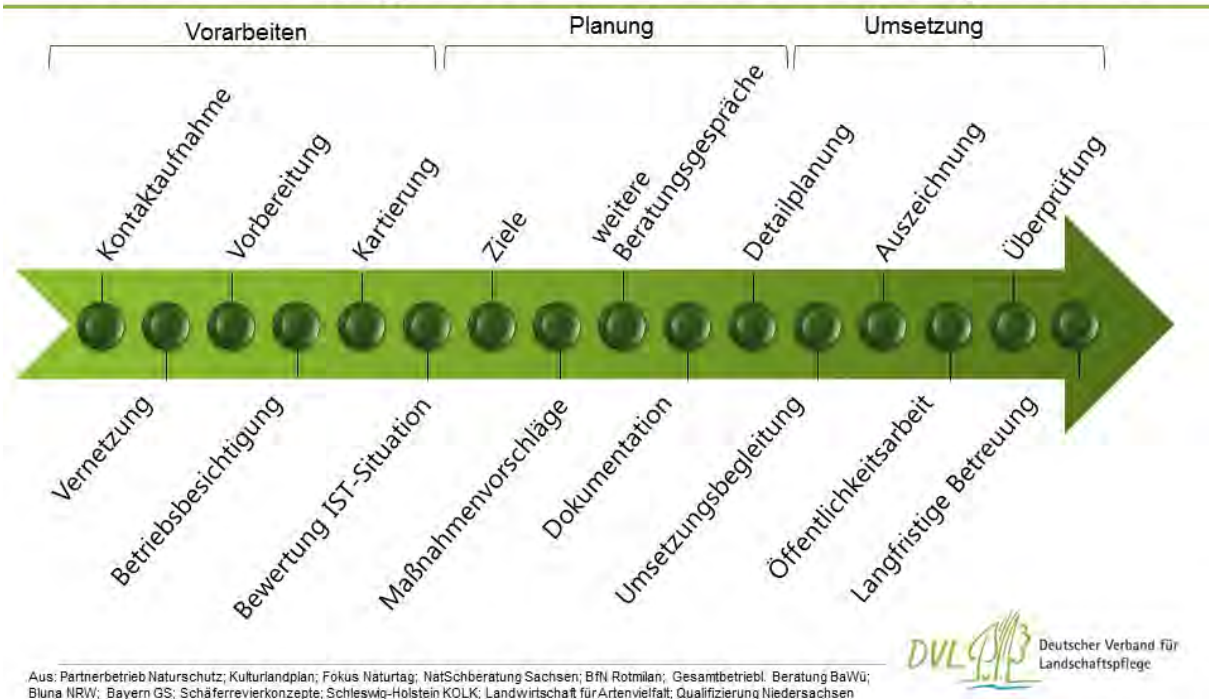 Vorarbeiten
Planung
Umsetzung
Kontaktaufnahme
Vernetzung
Vorbereitung
Betriebsbesichtigung
Kartierung
Bewertung IST-Situation
Ziele
Maßnahmenvorschläge
weitere
Beratungsgespräche
Dokumentation
Detailplanung
Umsetzungsbegleitung
Auszeichnung
Öffentlichkeitsarbeit
Überprüfung
Langfristige Betreuung
DVL
Deutscher Verband für
Landschaftspflege
Aus: Partnerbetrieb Naturschutz; Kulturlandplan; Fokus Naturtag; NatSchberatung Sachsen; BfN Rotmilan; Gesamtbetriebl. Beratung BaWü;
Bluna NRW; Bayern GS; Schäferrevierkonzepte; Schleswig-Holstein KOLK; Landwirtschaft für Artenvielfalt; Qualifizierung Niedersachsen